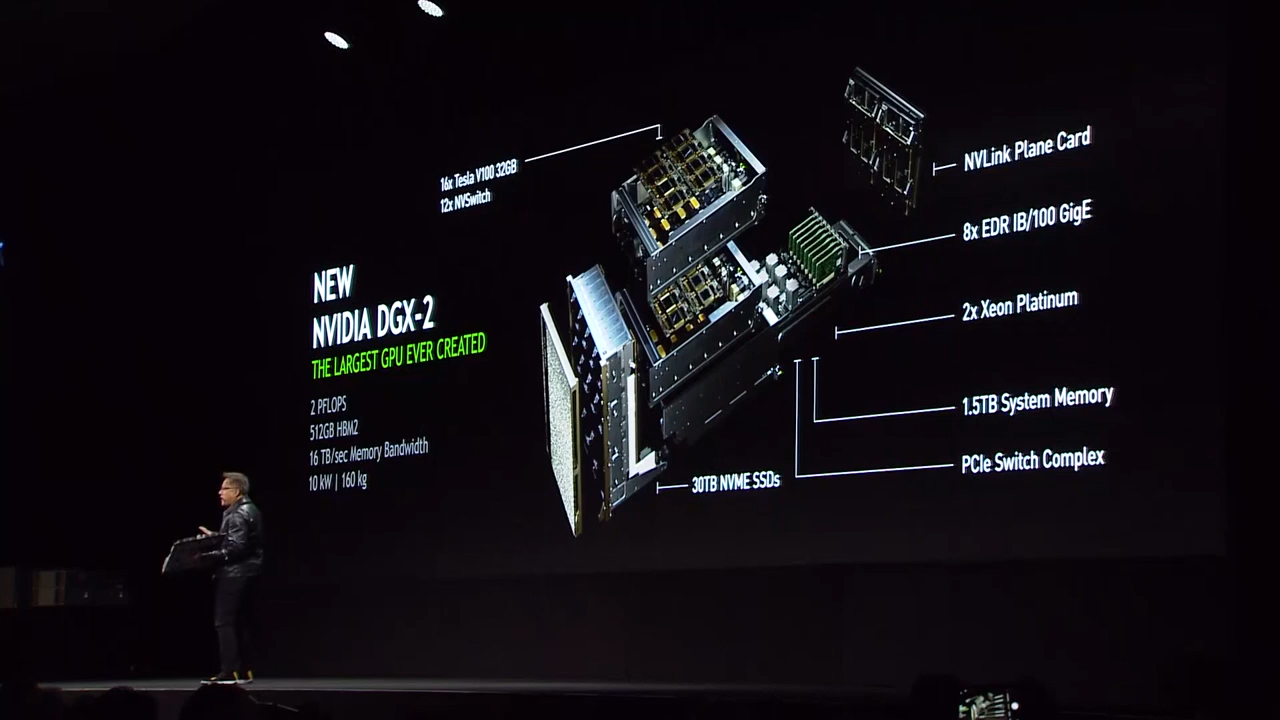 16x Tesla V100 32GB
12x NVSwitch
NEW
NVIDIA DGX-2
THE LARGEST GPU EVER CREATED
2 PFLOPS
512GB HBM2
16 TB/sec Memory Bandwidth
10 kW | 160 kg
NVLink Plane Card
8x EDR IB/100 GigE
2x Xeon Platinum
1.5TB System Memory
PCIe Switch Complex
30TB NVME SSDs